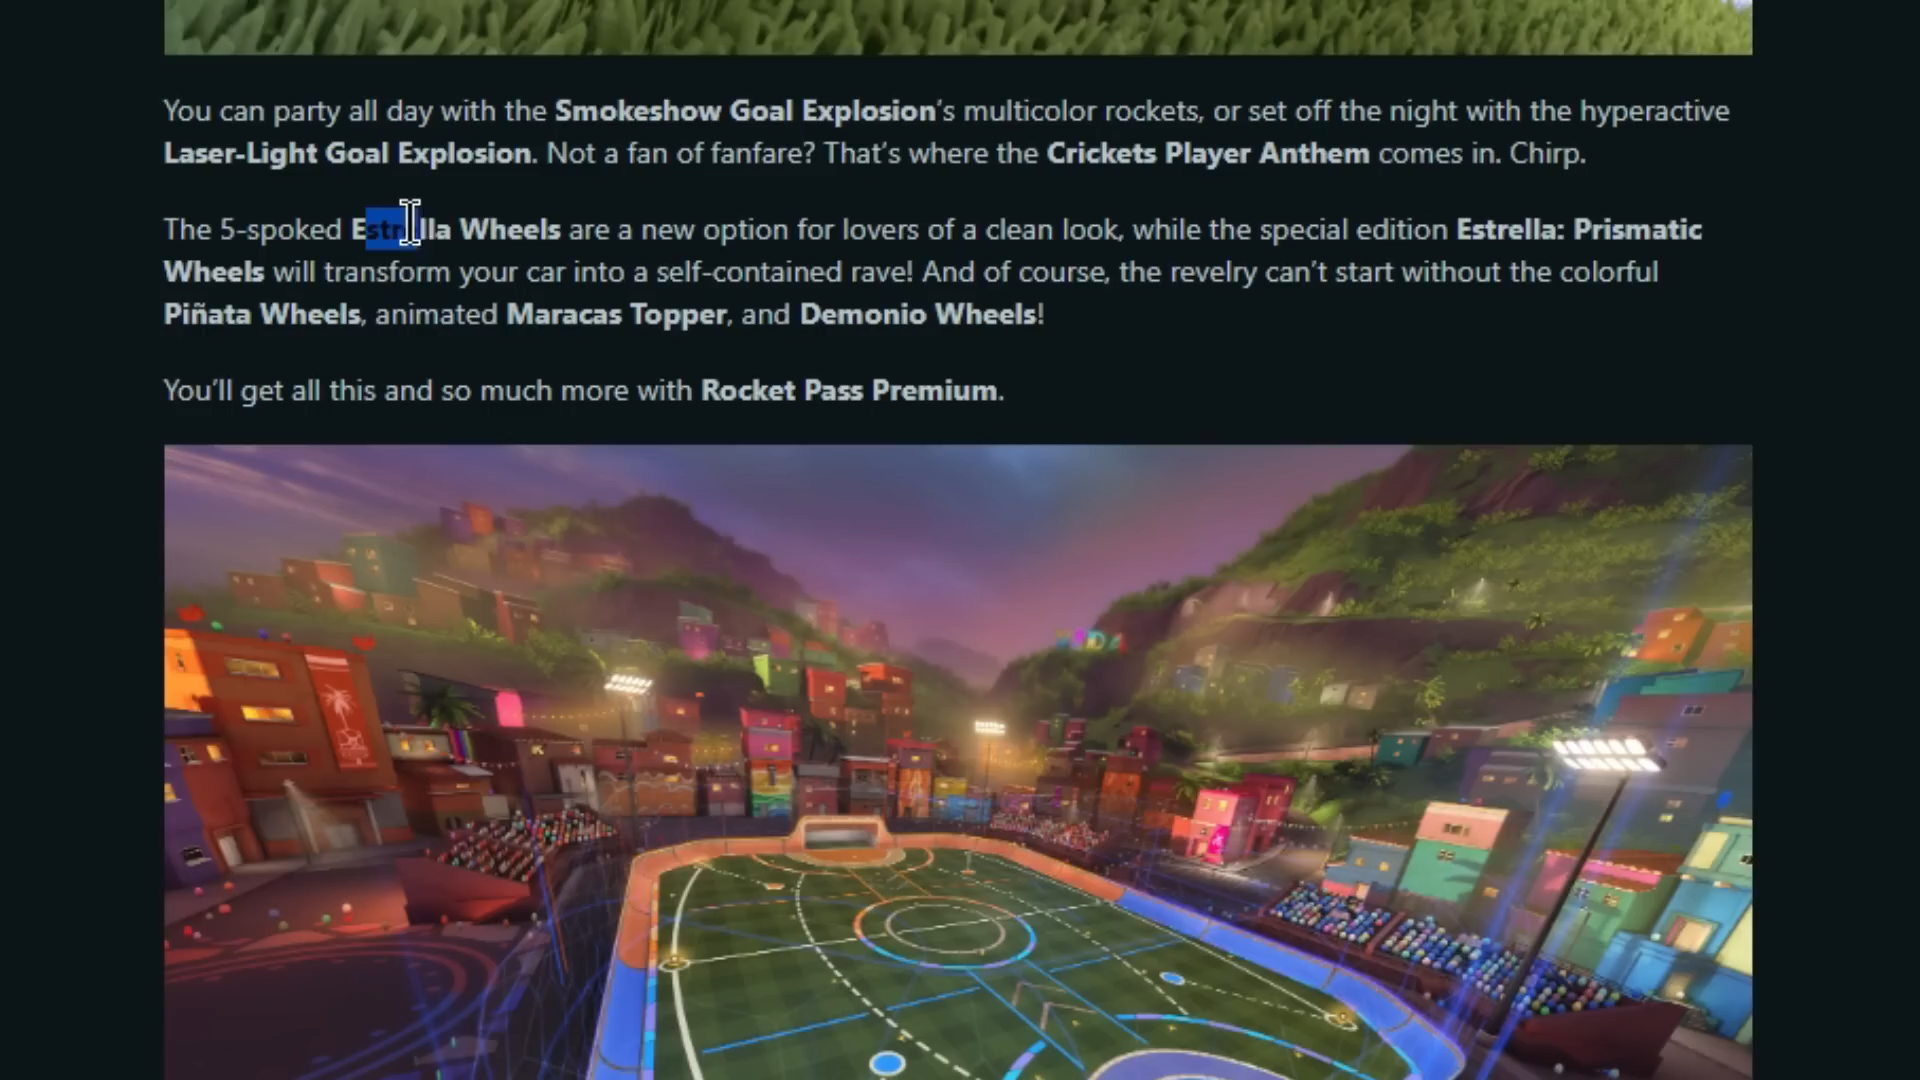 You can party all day with the Smokeshow Goal Explosion’s multicolor rockets, or set off the night with the hyperactive
Laser-Light Goal Explosion. Not a fan of fanfare? That’s where the Crickets Player Anthem comes in. Chirp.
The 5-spoked Estrella Wheels are a new option for lovers of a clean look, while the special edition Estrella: Prismatic
Wheels will transform your car into a self-contained rave! And of course, the revelry can’t start without the colorful
Piñata Wheels, animated Maracas Topper, and Demonio Wheels!
You’ll get all this and so much more with Rocket Pass Premium.